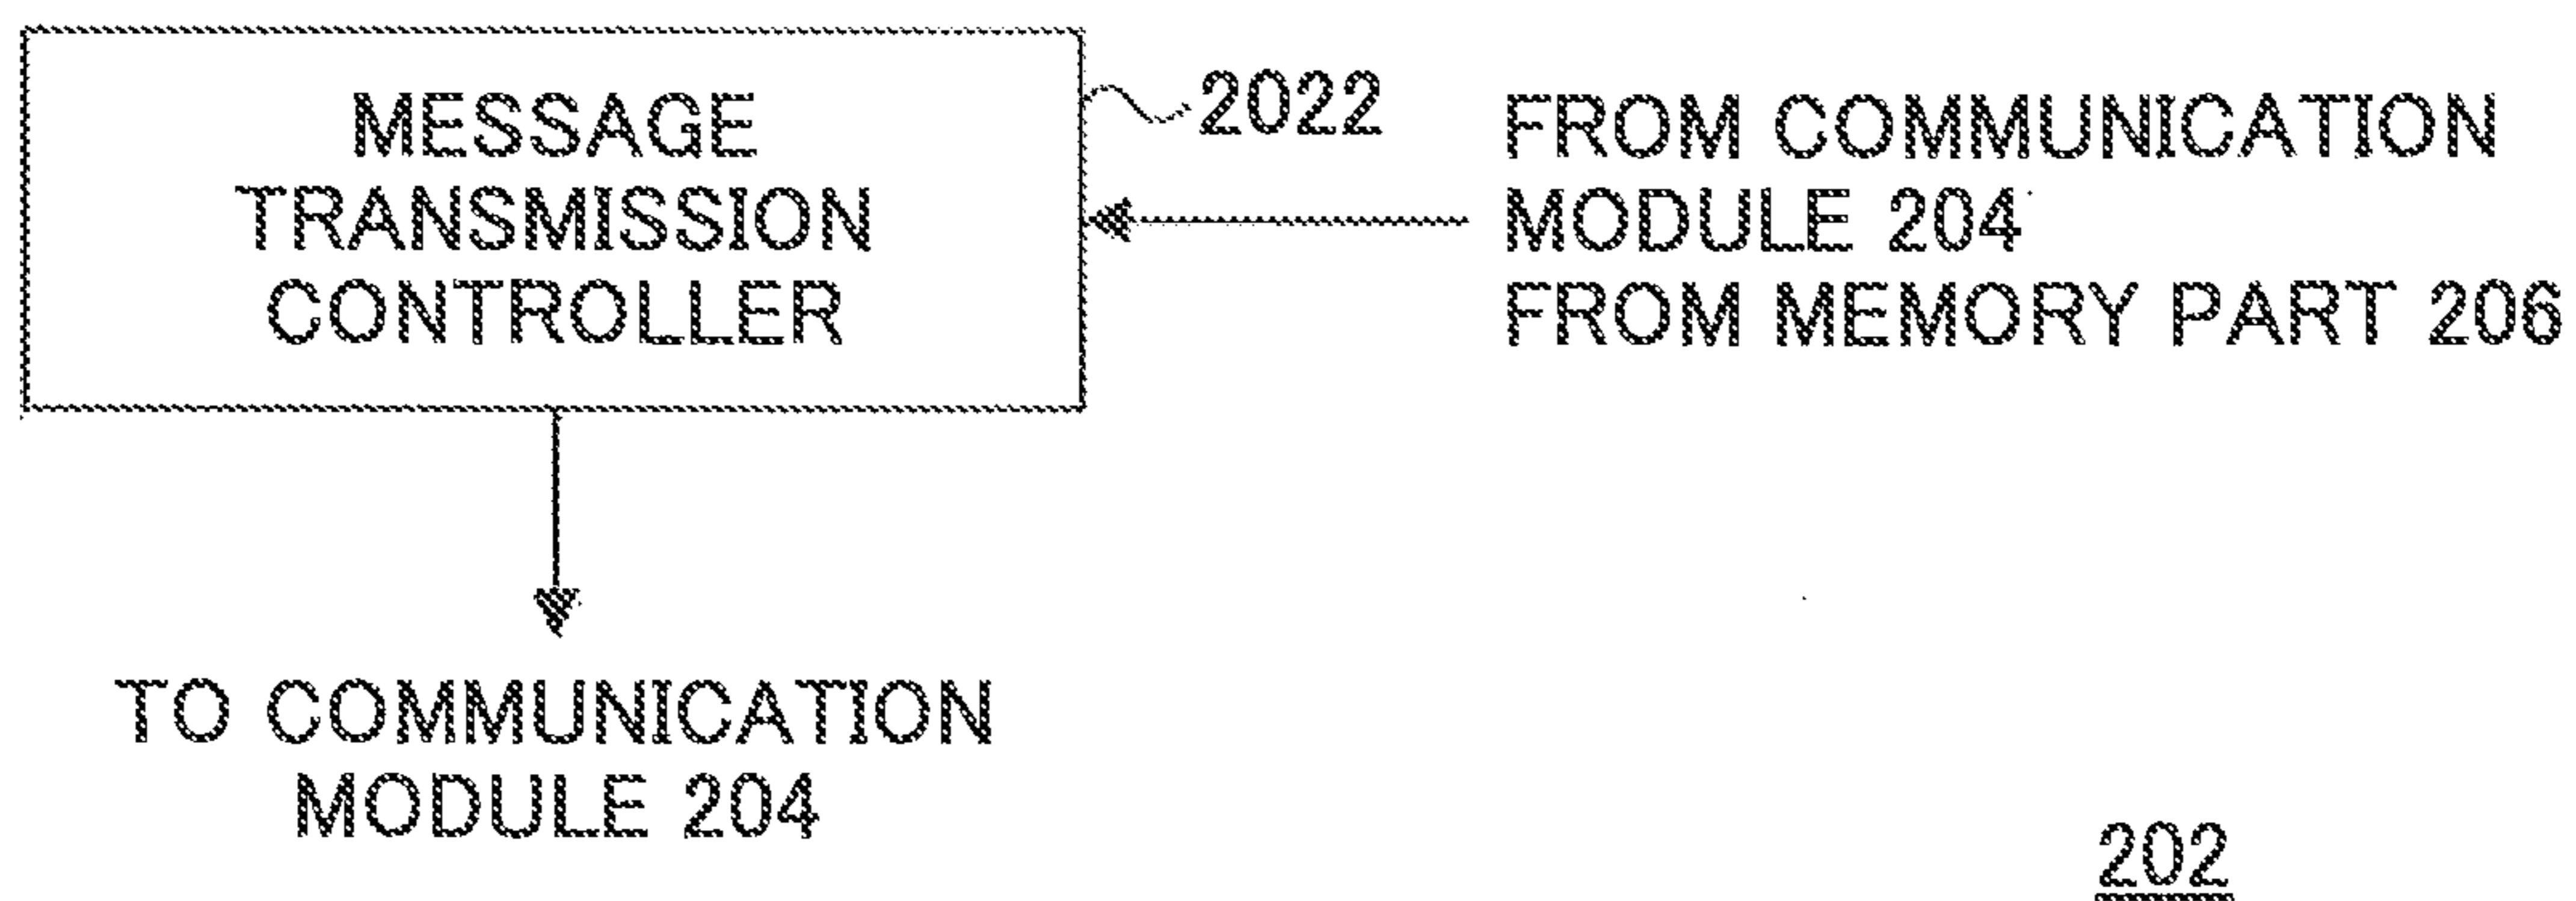 MESSAGE
TRANSMISSION
CONTROLLER
2022
FROM COMMUNICATION
MODULE 204
FROM MEMORY PART 206
TO COMMUNICATION
MODULE 204
202